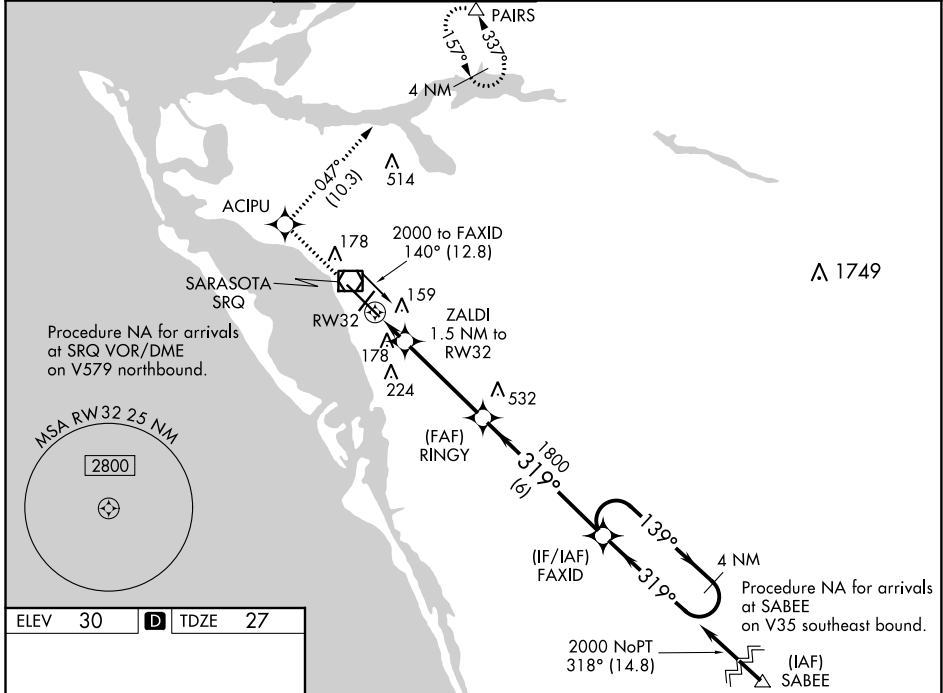 PAIRS
157°
337°
4 NM
047°
(10.3)
514
ACIPU
178
2000 to FAXID
140° (12.8)
1749
SARASOTA
SRQ
159
RW32
ZALDI
1.5 NM to
RW32
178
224
Procedure NA for arrivals
at SRQ VOR/DME
on V579 northbound.
532
(FAF)
RINGY
MSA RW32 25 NM
2800
1800
319°
(6)
(IF/IAF)
FAXID
139°
319°
4 NM
Procedure NA for arrivals
at SABEE
on V35 southeast bound.
ELEV 30 D TDZE 27
2000 NoPT
318° (14.8)
(IAF)
SABEE